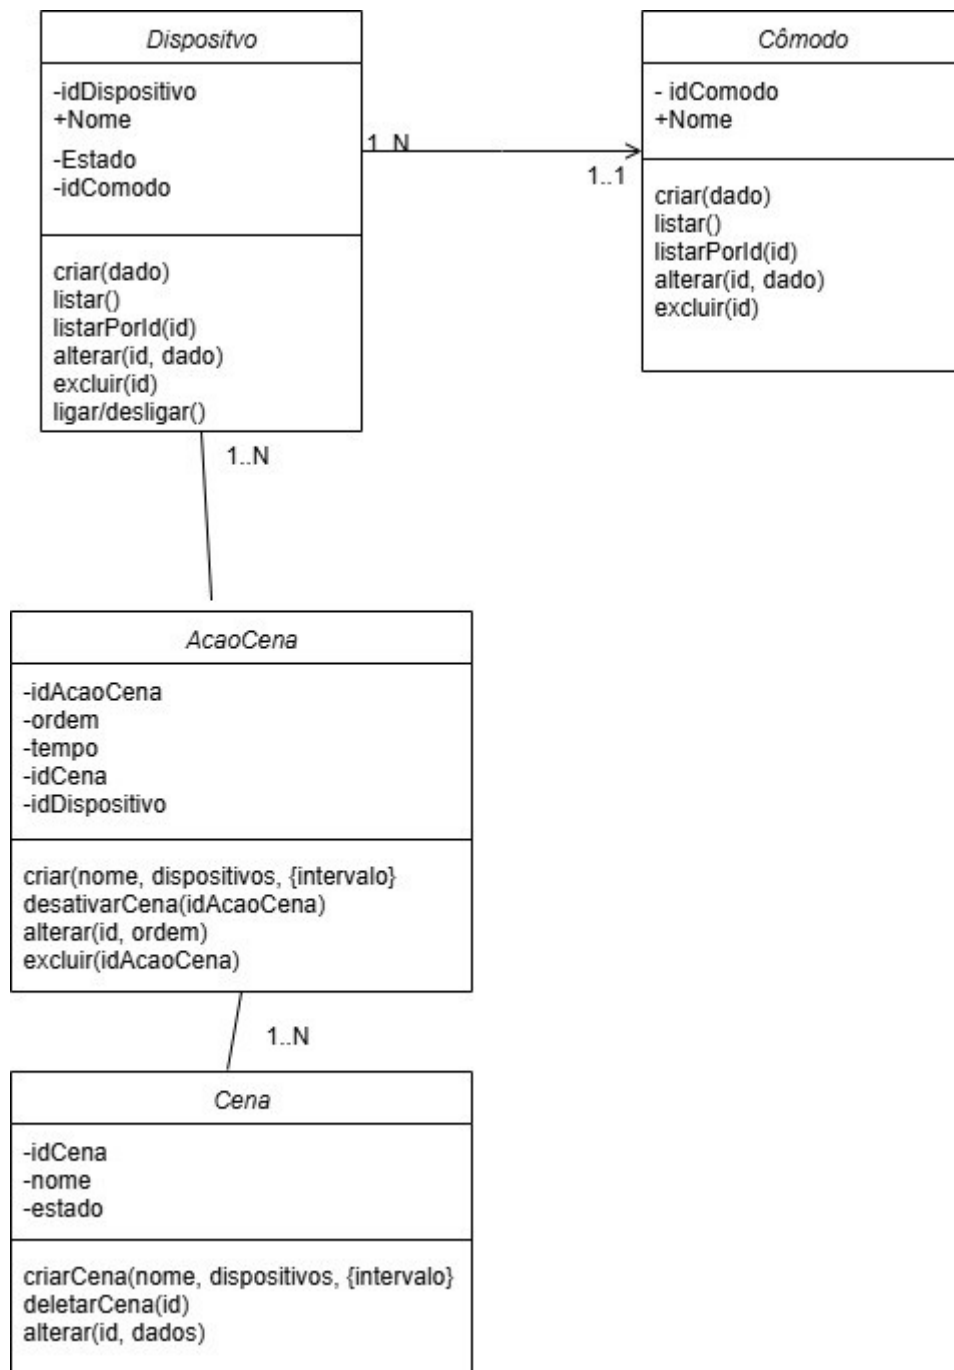 Dispositvo
-idDispositivo
+Nome
-Estado
-idComodo
criar(dado)
listar()
listarPorId(id)
alterar(id, dado)
excluir(id)
ligar/desligar()
1..N
1..1
Cômodo
- idComodo
+Nome
criar(dado)
listar()
listarPorId(id)
alterar(id, dado)
excluir(id)
1..N
AcaoCena
-idAcaoCena
-ordem
-tempo
-idCena
-idDispositivo
criar(nome, dispositivos, {intervalo}
desativarCena(idAcaoCena)
alterar(id, ordem)
excluir(idAcaoCena)
1..N
Cena
-idCena
-nome
-estado
criarCena(nome, dispositivos, {intervalo}
deletarCena(id)
alterar(id, dados)